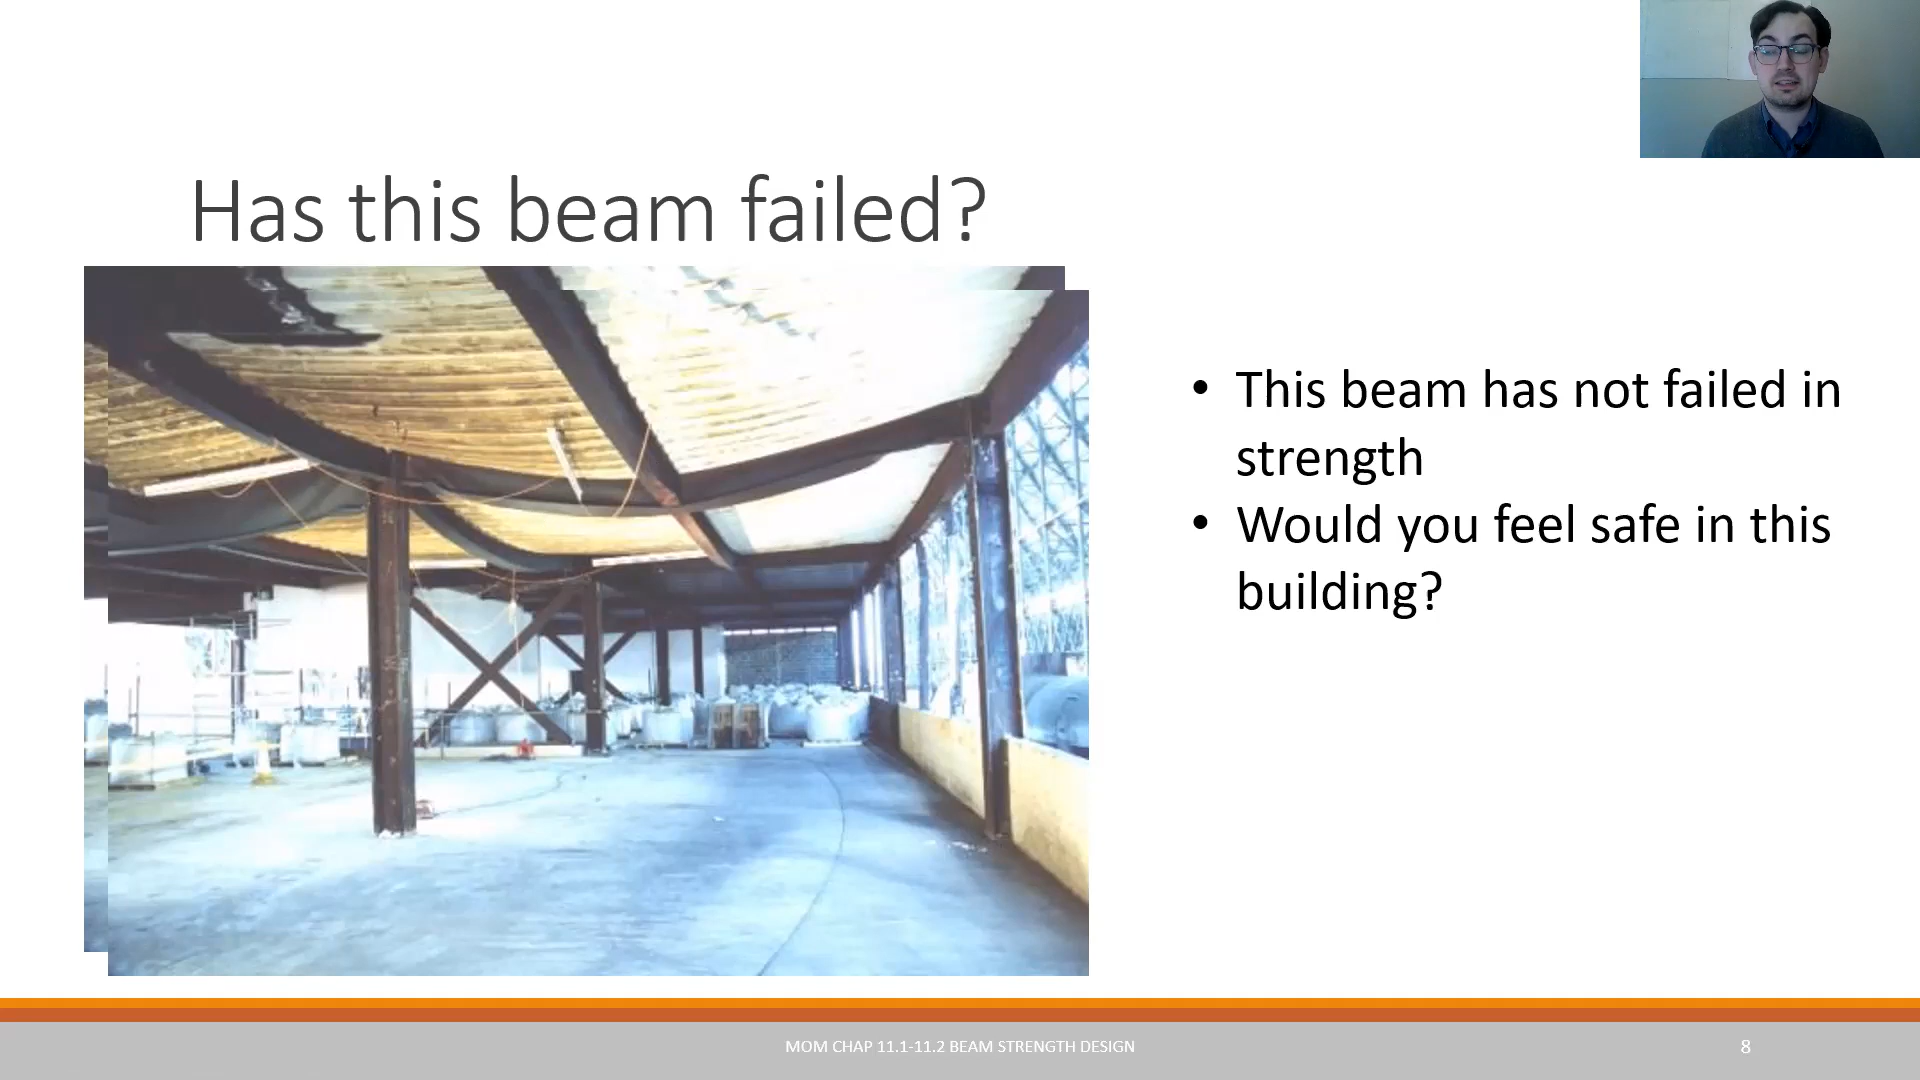 Has this beam failed?
• This beam has not failed in
strength
• Would you feel safe in this
building?
MOM CHAP 11.1-11.2 BEAM STRENGTH DESIGN
8